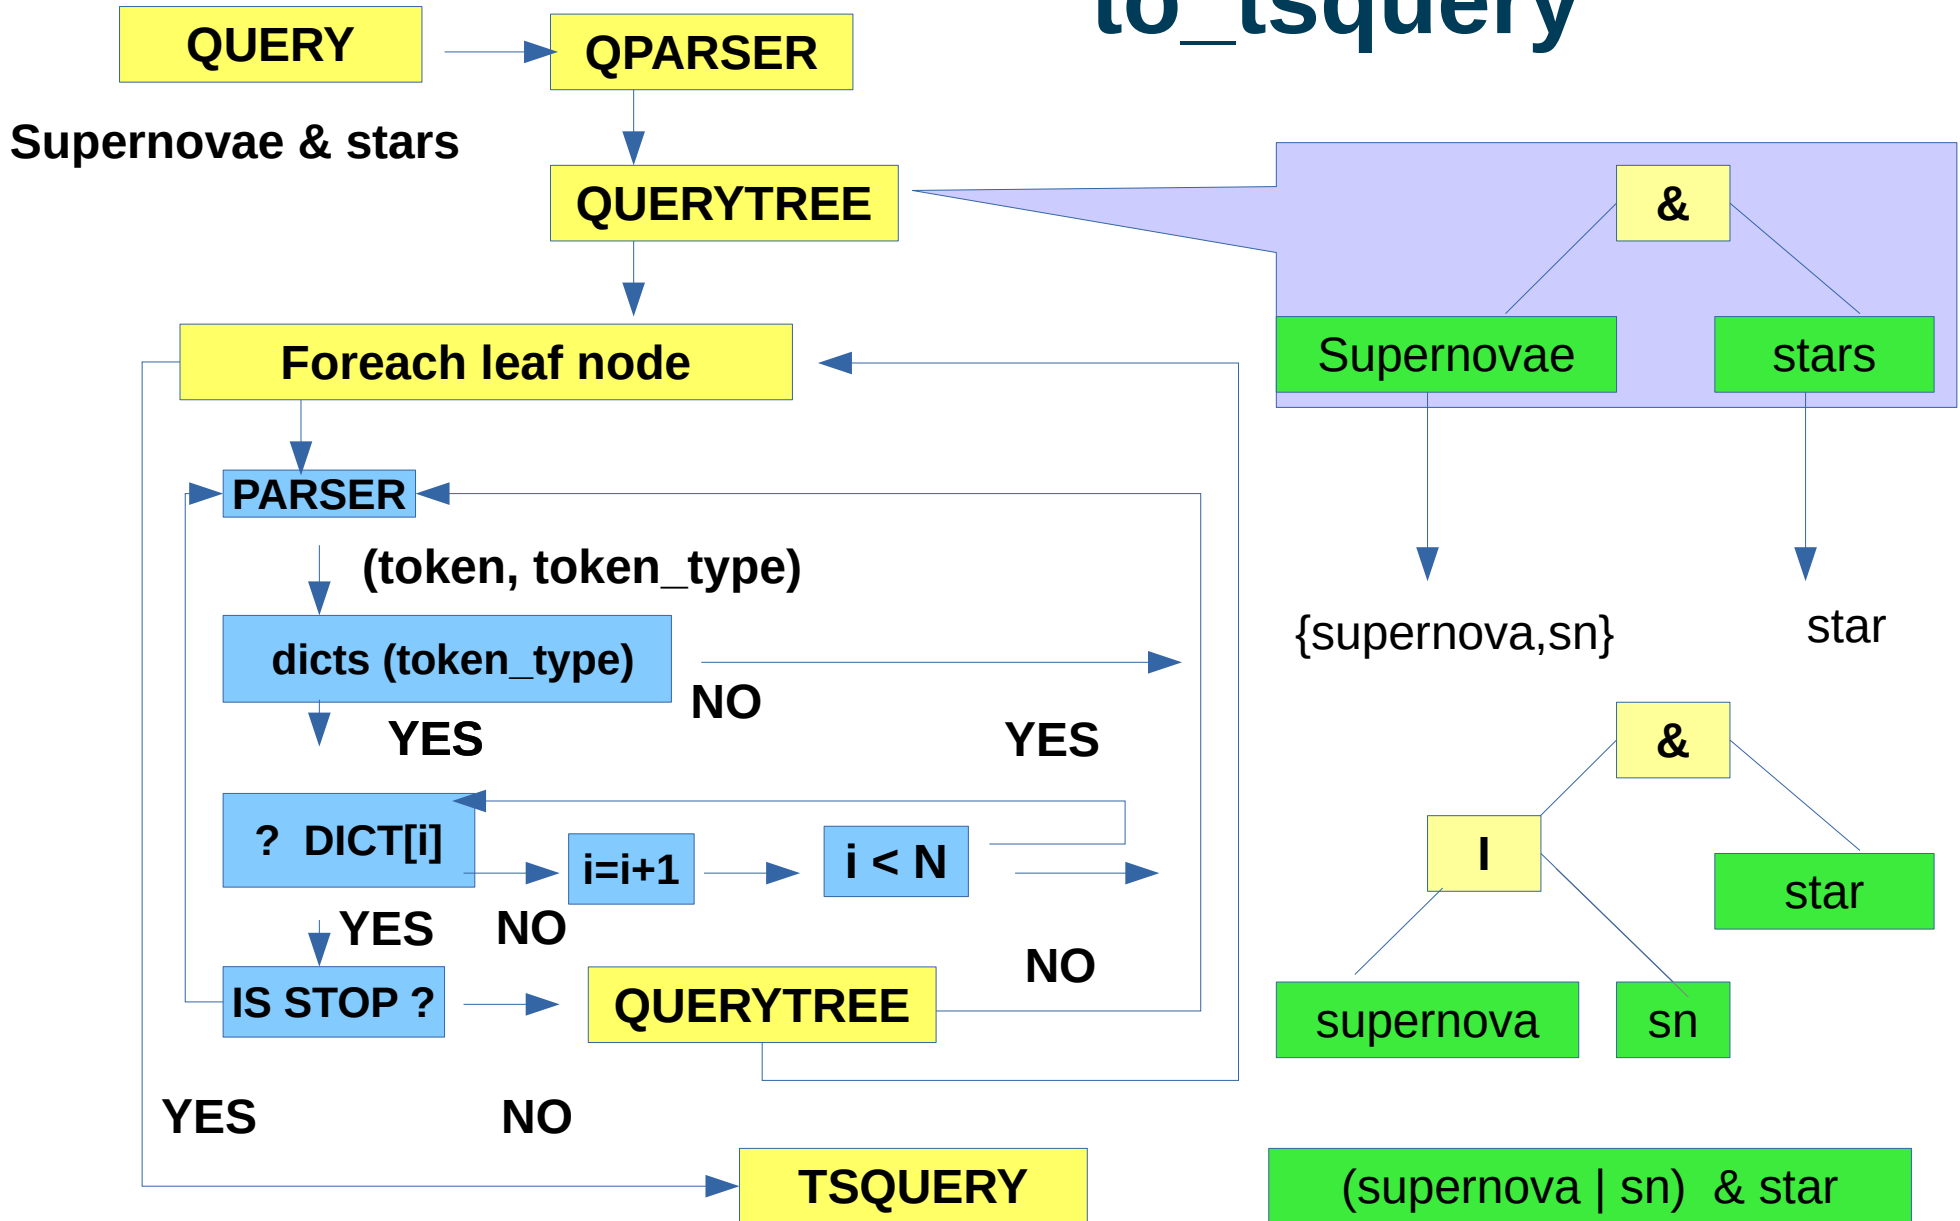 to_tsquery
QUERY
QPARSER
Supernovae & stars
QUERYTREE
&
Supernovae
stars
Foreach leaf node
PARSER
(token, token_type)
dicts (token_type)
NO
YES
YES
{supernova,sn}
star
? DICT[i]
i=i+1
i < N
YES
NO
NO
IS STOP ?
QUERYTREE
YES
NO
TSQUERY
&
I
star
supernova
sn
(supernova | sn) & star